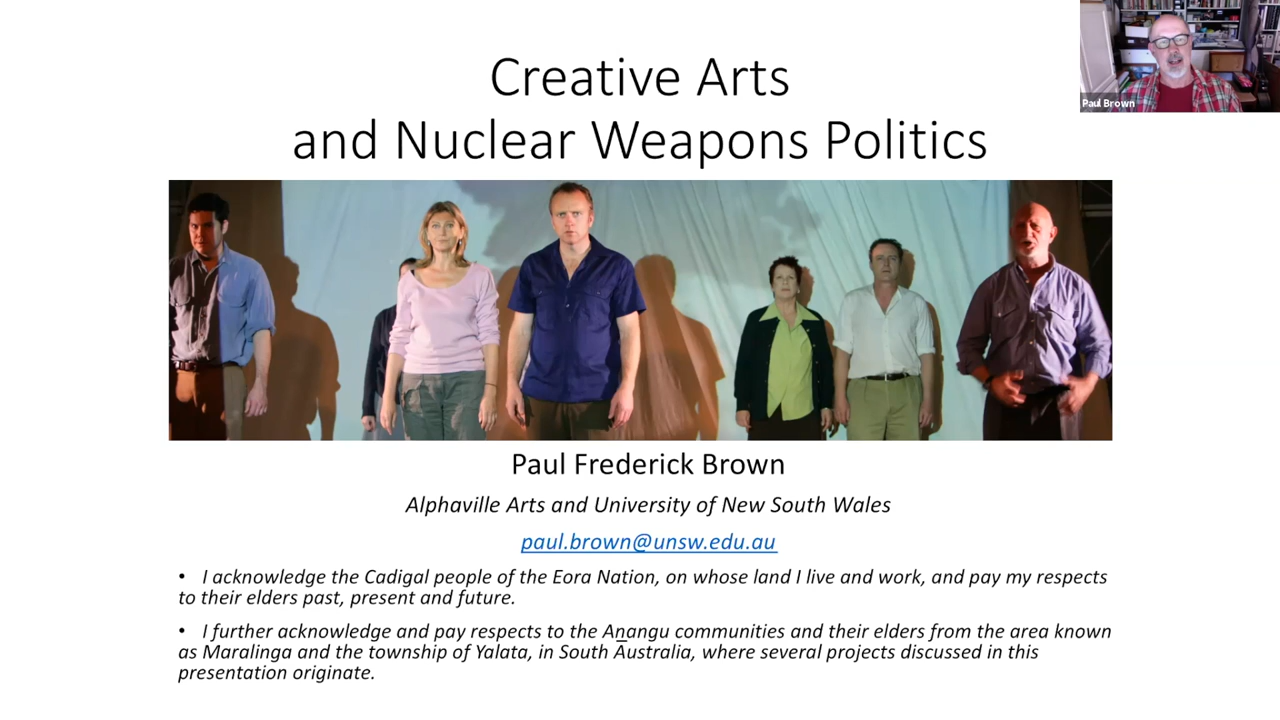 Creative Arts
and Nuclear Weapons Politics
Paul Brown
Paul Frederick Brown
Alphaville Arts and University of New South Wales
paul.brown@unsw.edu.au
• I acknowledge the Cadigal people of the Eora Nation, on whose land I live and work, and pay my respects
to their elders past, present and future.
• I further acknowledge and pay respects to the Aṉangu communities and their elders from the area known
as Maralinga and the township of Yalata, in South Australia, where several projects discussed in this
presentation originate.